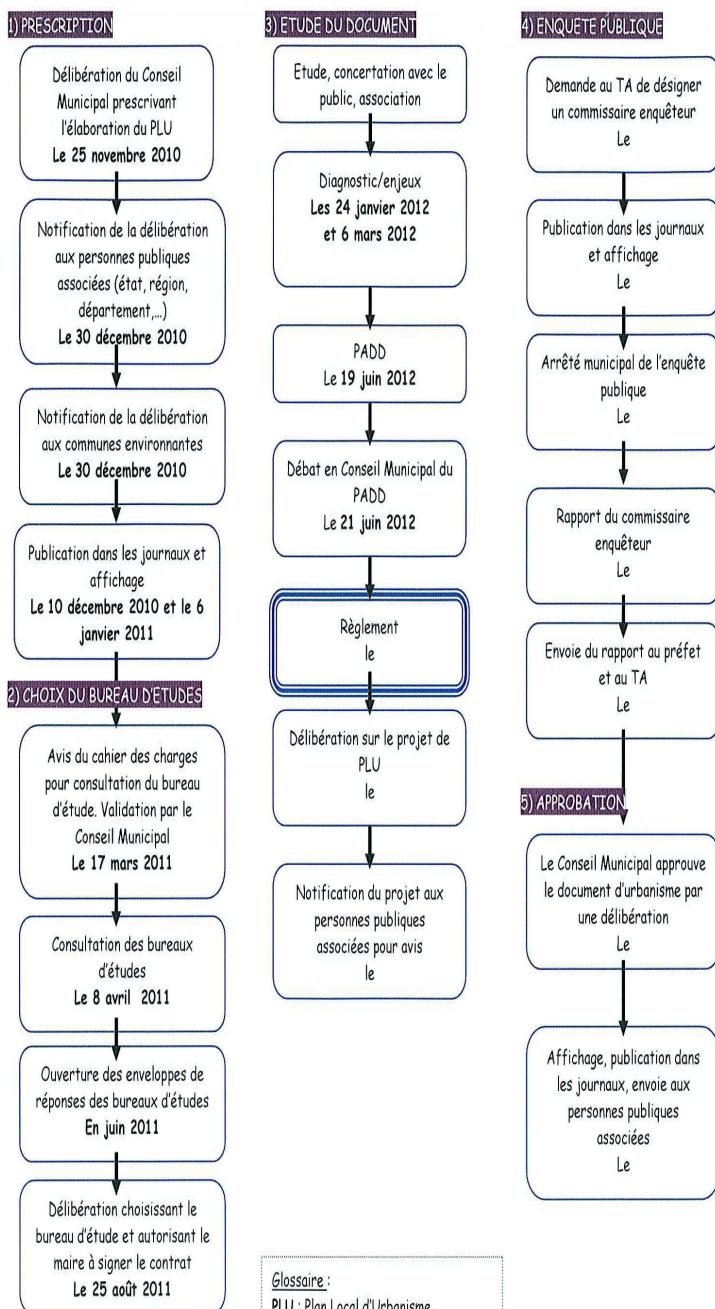 1) PRESCRIPTION
Délibération du Conseil
Municipal prescrivant
l'élaboration du PLU
Le 25 novembre 2010
Notification de la délibération
aux personnes publiques
associées (état, région,
département,...)
Le 30 décembre 2010
Notification de la délibération
aux communes environnantes
Le 30 décembre 2010
Publication dans les journaux et
affichage
Le 10 décembre 2010 et le 6
janvier 2011
2) CHOIX DU BUREAU D'ETUDES
Avis du cahier des charges
pour consultation du bureau
d'étude. Validation par le
Conseil Municipal
Le 17 mars 2011
Consultation des bureaux
d'études
Le 8 avril 2011
Ouverture des enveloppes de
réponses des bureaux d'études
En juin 2011
Délibération choisissant le
bureau d'étude et autorisant le
maire à signer le contrat
Le 25 août 2011
3) ETUDE DU DOCUMENT
Etude, concertation avec le
public, association
Diagnostic/enjeux
Les 24 janvier 2012
et 6 mars 2012
PADD
Le 19 juin 2012
Débat en Conseil Municipal du
PADD
Le 21 juin 2012
Règlement
le
Délibération sur le projet de
PLU
le
Notification du projet aux
personnes publiques
associées pour avis
le
Glossaire :
PLU : Plan Local d'Urbanisme
4) ENQUETE PUBLIQUE
Demande au TA de désigner
un commissaire enquêteur
Le
Publication dans les journaux
et affichage
Le
Arrêté municipal de l'enquête
publique
Le
Rapport du commissaire
enquêteur
Le
Envoie du rapport au préfet
et au TA
Le
5) APPROBATION
Le Conseil Municipal approuve
le document d'urbanisme par
une délibération
Le
Affichage, publication dans
les journaux, envoie aux
personnes publiques
associées
Le